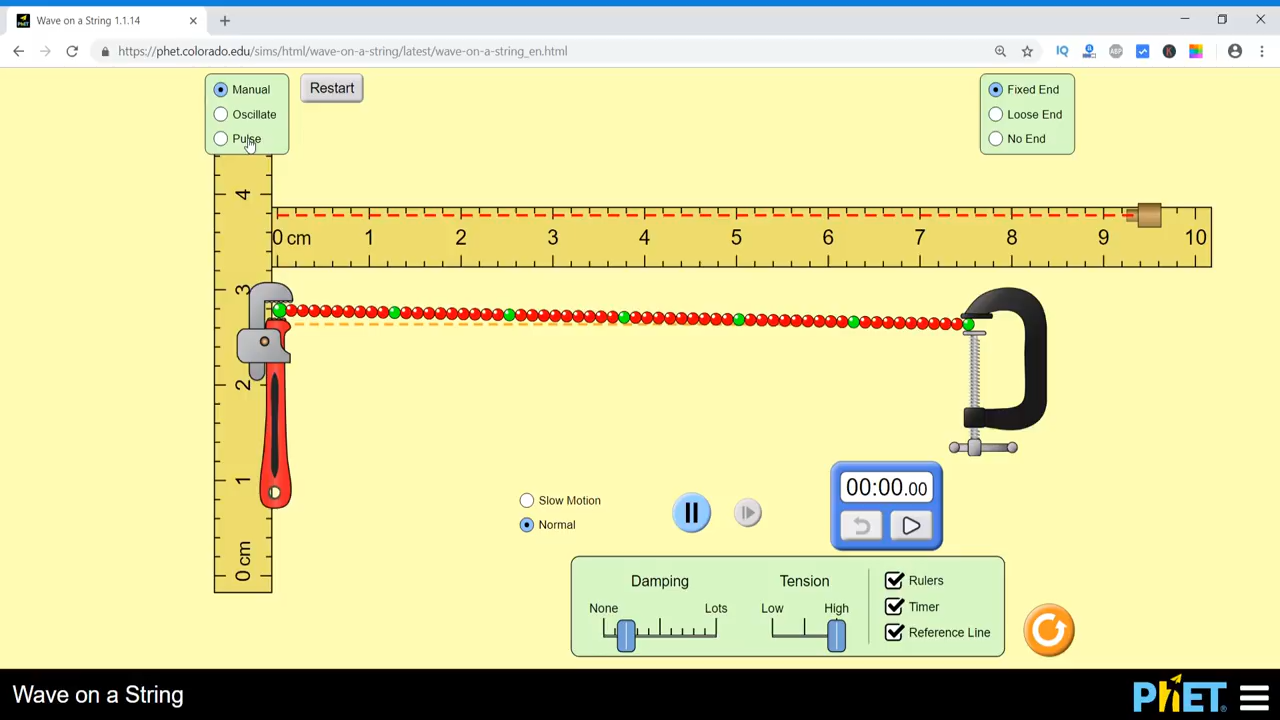 Wave on a String 1.1.14
https://phet.colorado.edu/sims/html/wave-on-a-string/latest/wave-on-a-string_en.html
IQ
ABP
K
Manual
Oscillate
Pulse
Restart
Fixed End
Loose End
No End
4
3
2
1
0 cm
0 cm 1 2 3 4 5 6 7 8 9 10
Slow Motion
Normal
00:00.00
Damping
None Lots
Tension
Low High
Rulers
Timer
Reference Line
Wave on a String
PhET